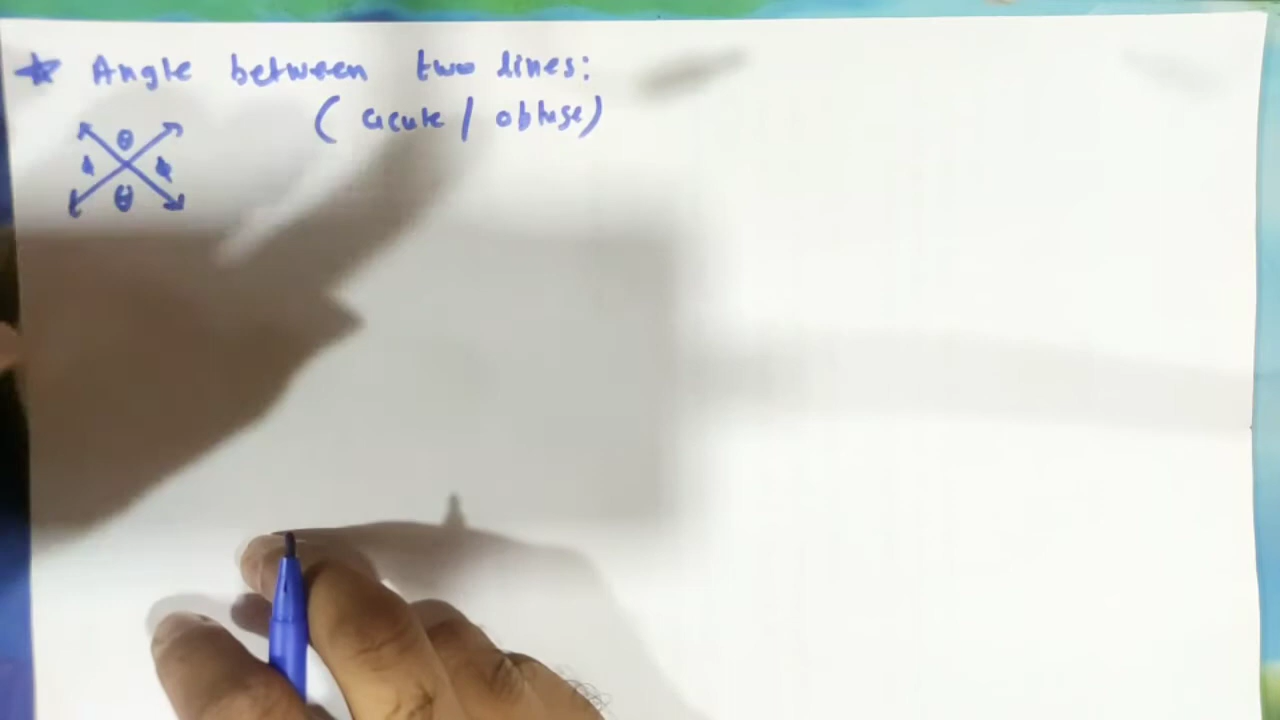 ★ Angle between two lines:
(acute / obtuse)
θ
ϕ ϕ
θ